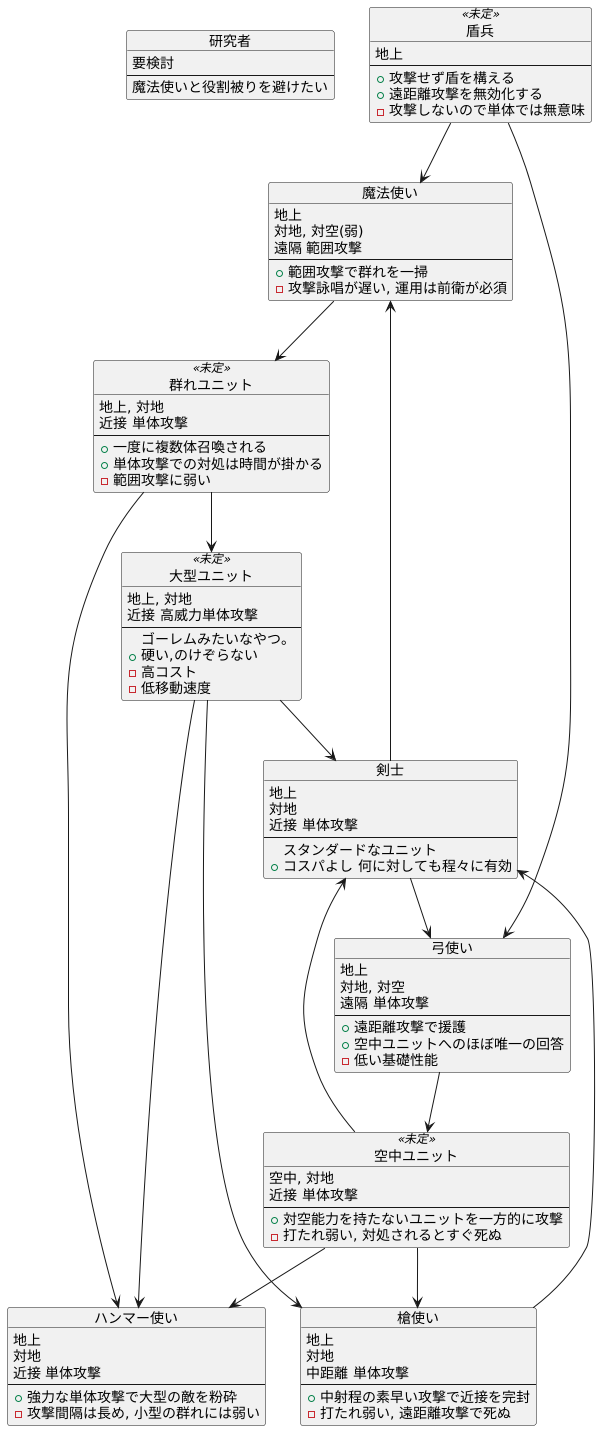 研究者
要検討
魔法使いと役割被りを避けたい
«未定»
盾兵
地上
攻撃せず盾を構える
遠距離攻撃を無効化する
攻撃しないので単体では無意味
魔法使い
地上
対地, 対空(弱)
遠隔 範囲攻撃
範囲攻撃で群れを一掃
攻撃詠唱が遅い, 運用は前衛が必須
«未定»
群れユニット
地上, 対地
近接 単体攻撃
一度に複数体召喚される
単体攻撃での対処は時間が掛かる
範囲攻撃に弱い
«未定»
大型ユニット
地上, 対地
近接 高威力単体攻撃
ゴーレムみたいなやつ。
硬い,のけぞらない
高コスト
低移動速度
剣士
地上
対地
近接 単体攻撃
スタンダードなユニット
コスパよし 何に対しても程々に有効
弓使い
地上
対地, 対空
遠隔 単体攻撃
遠距離攻撃で援護
空中ユニットへのほぼ唯一の回答
低い基礎性能
«未定»
空中ユニット
空中, 対地
近接 単体攻撃
対空能力を持たないユニットを一方的に攻撃
打たれ弱い, 対処されるとすぐ死ぬ
ハンマー使い
地上
対地
近接 単体攻撃
強力な単体攻撃で大型の敵を粉砕
攻撃間隔は長め, 小型の群れには弱い
槍使い
地上
対地
中距離 単体攻撃
中射程の素早い攻撃で近接を完封
打たれ弱い, 遠距離攻撃で死ぬ